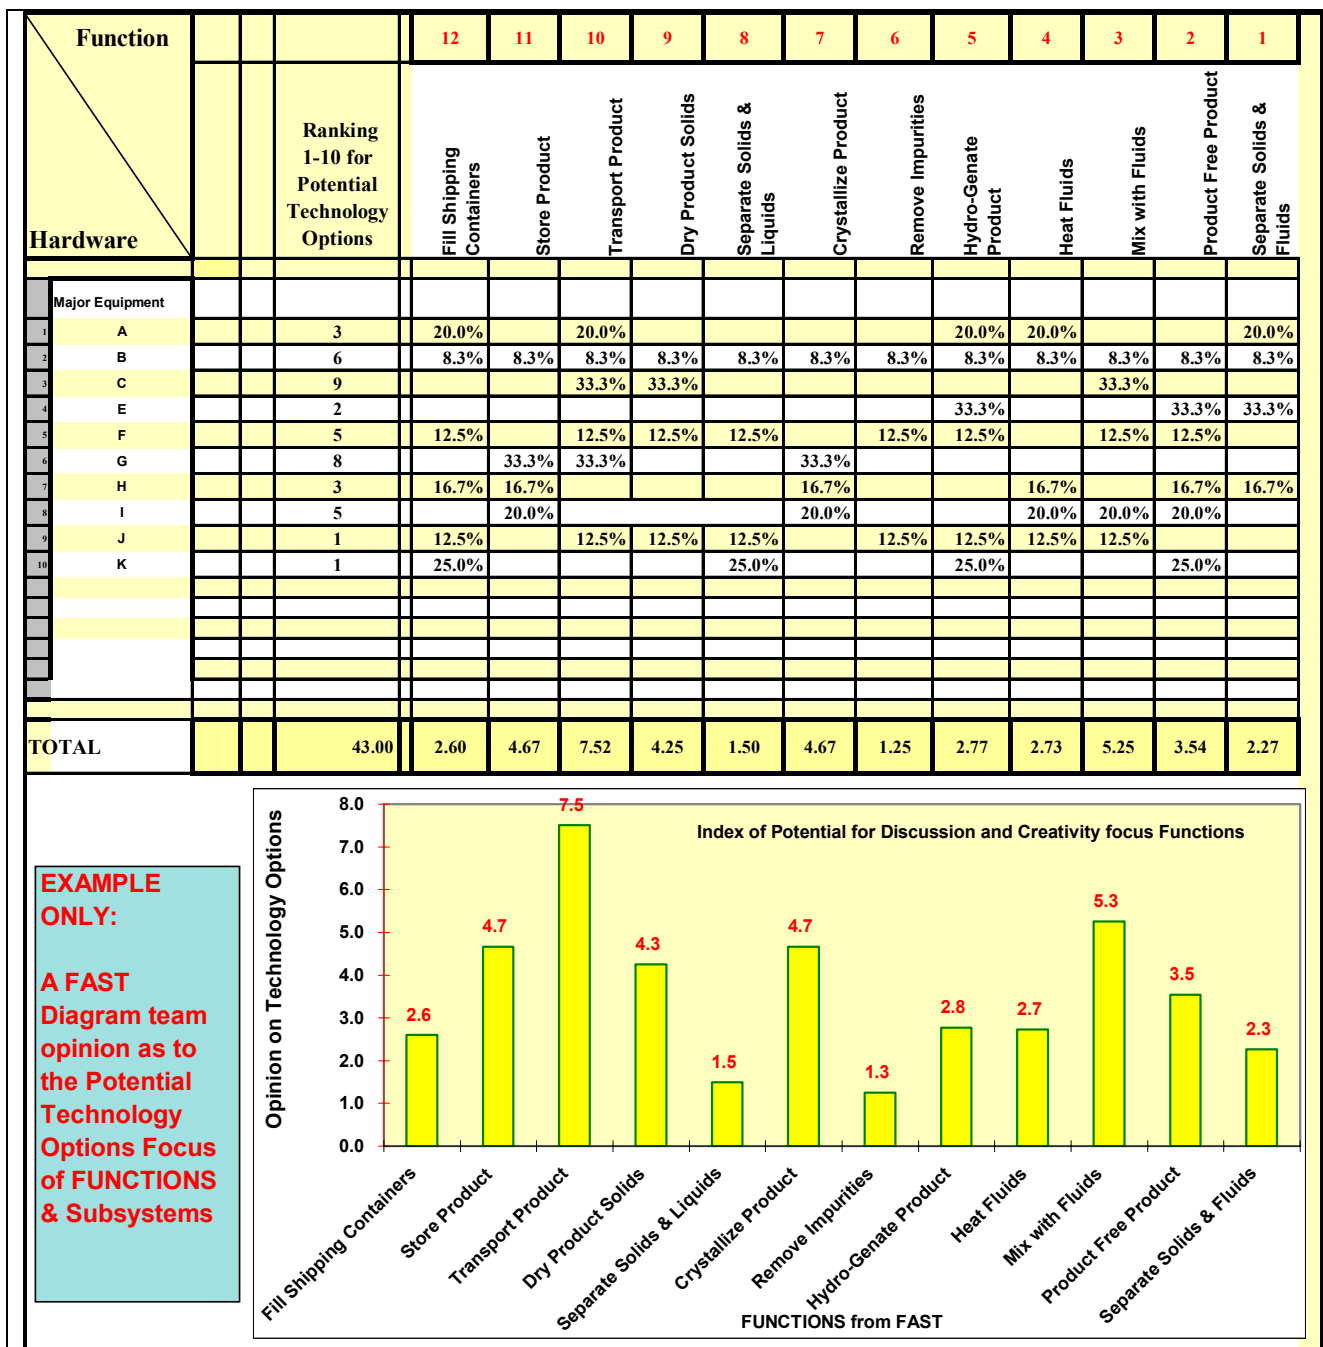 Function
12 11 10 9 8 7 6 5 4 3 2 1
Hardware
Ranking
1-10 for
Potential
Technology
Options
Fill Shipping
Containers
Store Product
Transport Product
Dry Product Solids
Separate Solids &
Liquids
Crystallize Product
Remove Impurities
Hydro-Genate
Product
Heat Fluids
Mix with Fluids
Product Free Product
Separate Solids &
Fluids
Major Equipment
1 A 3 20.0% 20.0% 20.0% 20.0% 20.0%
2 B 6 8.3% 8.3% 8.3% 8.3% 8.3% 8.3% 8.3% 8.3% 8.3% 8.3% 8.3% 8.3%
3 C 9 33.3% 33.3% 33.3%
4 E 2 33.3% 33.3% 33.3%
5 F 5 12.5% 12.5% 12.5% 12.5% 12.5% 12.5% 12.5% 12.5%
6 G 8 33.3% 33.3% 33.3%
7 H 3 16.7% 16.7% 16.7% 16.7% 16.7% 16.7%
8 I 5 20.0% 20.0% 20.0% 20.0% 20.0%
9 J 1 12.5% 12.5% 12.5% 12.5% 12.5% 12.5% 12.5% 12.5%
10 K 1 25.0% 25.0% 25.0% 25.0%
TOTAL 43.00 2.60 4.67 7.52 4.25 1.50 4.67 1.25 2.77 2.73 5.25 3.54 2.27
EXAMPLE
ONLY:
A FAST
Diagram team
opinion as to
the Potential
Technology
Options Focus
of FUNCTIONS
& Subsystems
Index of Potential for Discussion and Creativity focus Functions
Opinion on Technology Options
8.0
7.0
6.0
5.0
4.0
3.0
2.0
1.0
0.0
2.6
4.7
7.5
4.3
1.5
4.7
1.3
2.8
2.7
5.3
3.5
2.3
Fill Shipping Containers
Store Product
Transport Product
Dry Product Solids
Separate Solids & Liquids
Crystallize Product
Remove Impurities
Hydro-Genate Product
Heat Fluids
Mix with Fluids
Product Free Product
Separate Solids & Fluids
FUNCTIONS from FAST